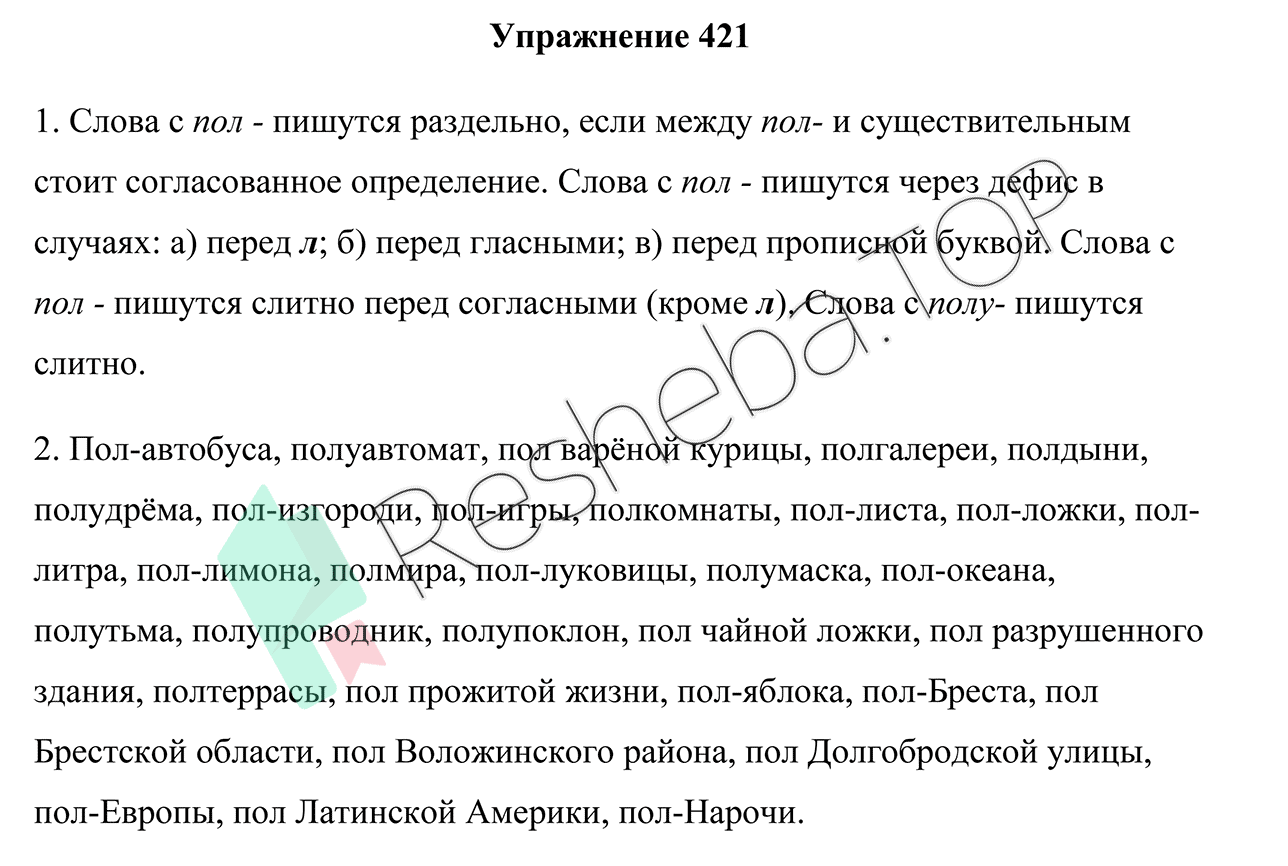 Упражнение 421
1. Слова с пол - пишутся раздельно, если между пол- и существительным
стоит согласованное определение. Слова с пол - пишутся через дефис в
случаях: а) перед л; б) перед гласными; в) перед прописной буквой. Слова с
пол - пишутся слитно перед согласными (кроме л). Слова с полу- пишутся
слитно.
2. Пол-автобуса, полуавтомат, пол варёной курицы, полгалереи, полдыни,
полудрёма, пол-изгороди, пол-игры, полкомнаты, пол-листа, пол-ложки, пол-
литра, пол-лимона, полмира, пол-луковицы, полумаска, пол-океана,
полутьма, полупроводник, полупоклон, пол чайной ложки, пол разрушенного
здания, полтеррасы, пол прожитой жизни, пол-яблока, пол-Бреста, пол
Брестской области, пол Воложинского района, пол Долгобродской улицы,
пол-Европы, пол Латинской Америки, пол-Нарочи.
Resheba.TOP